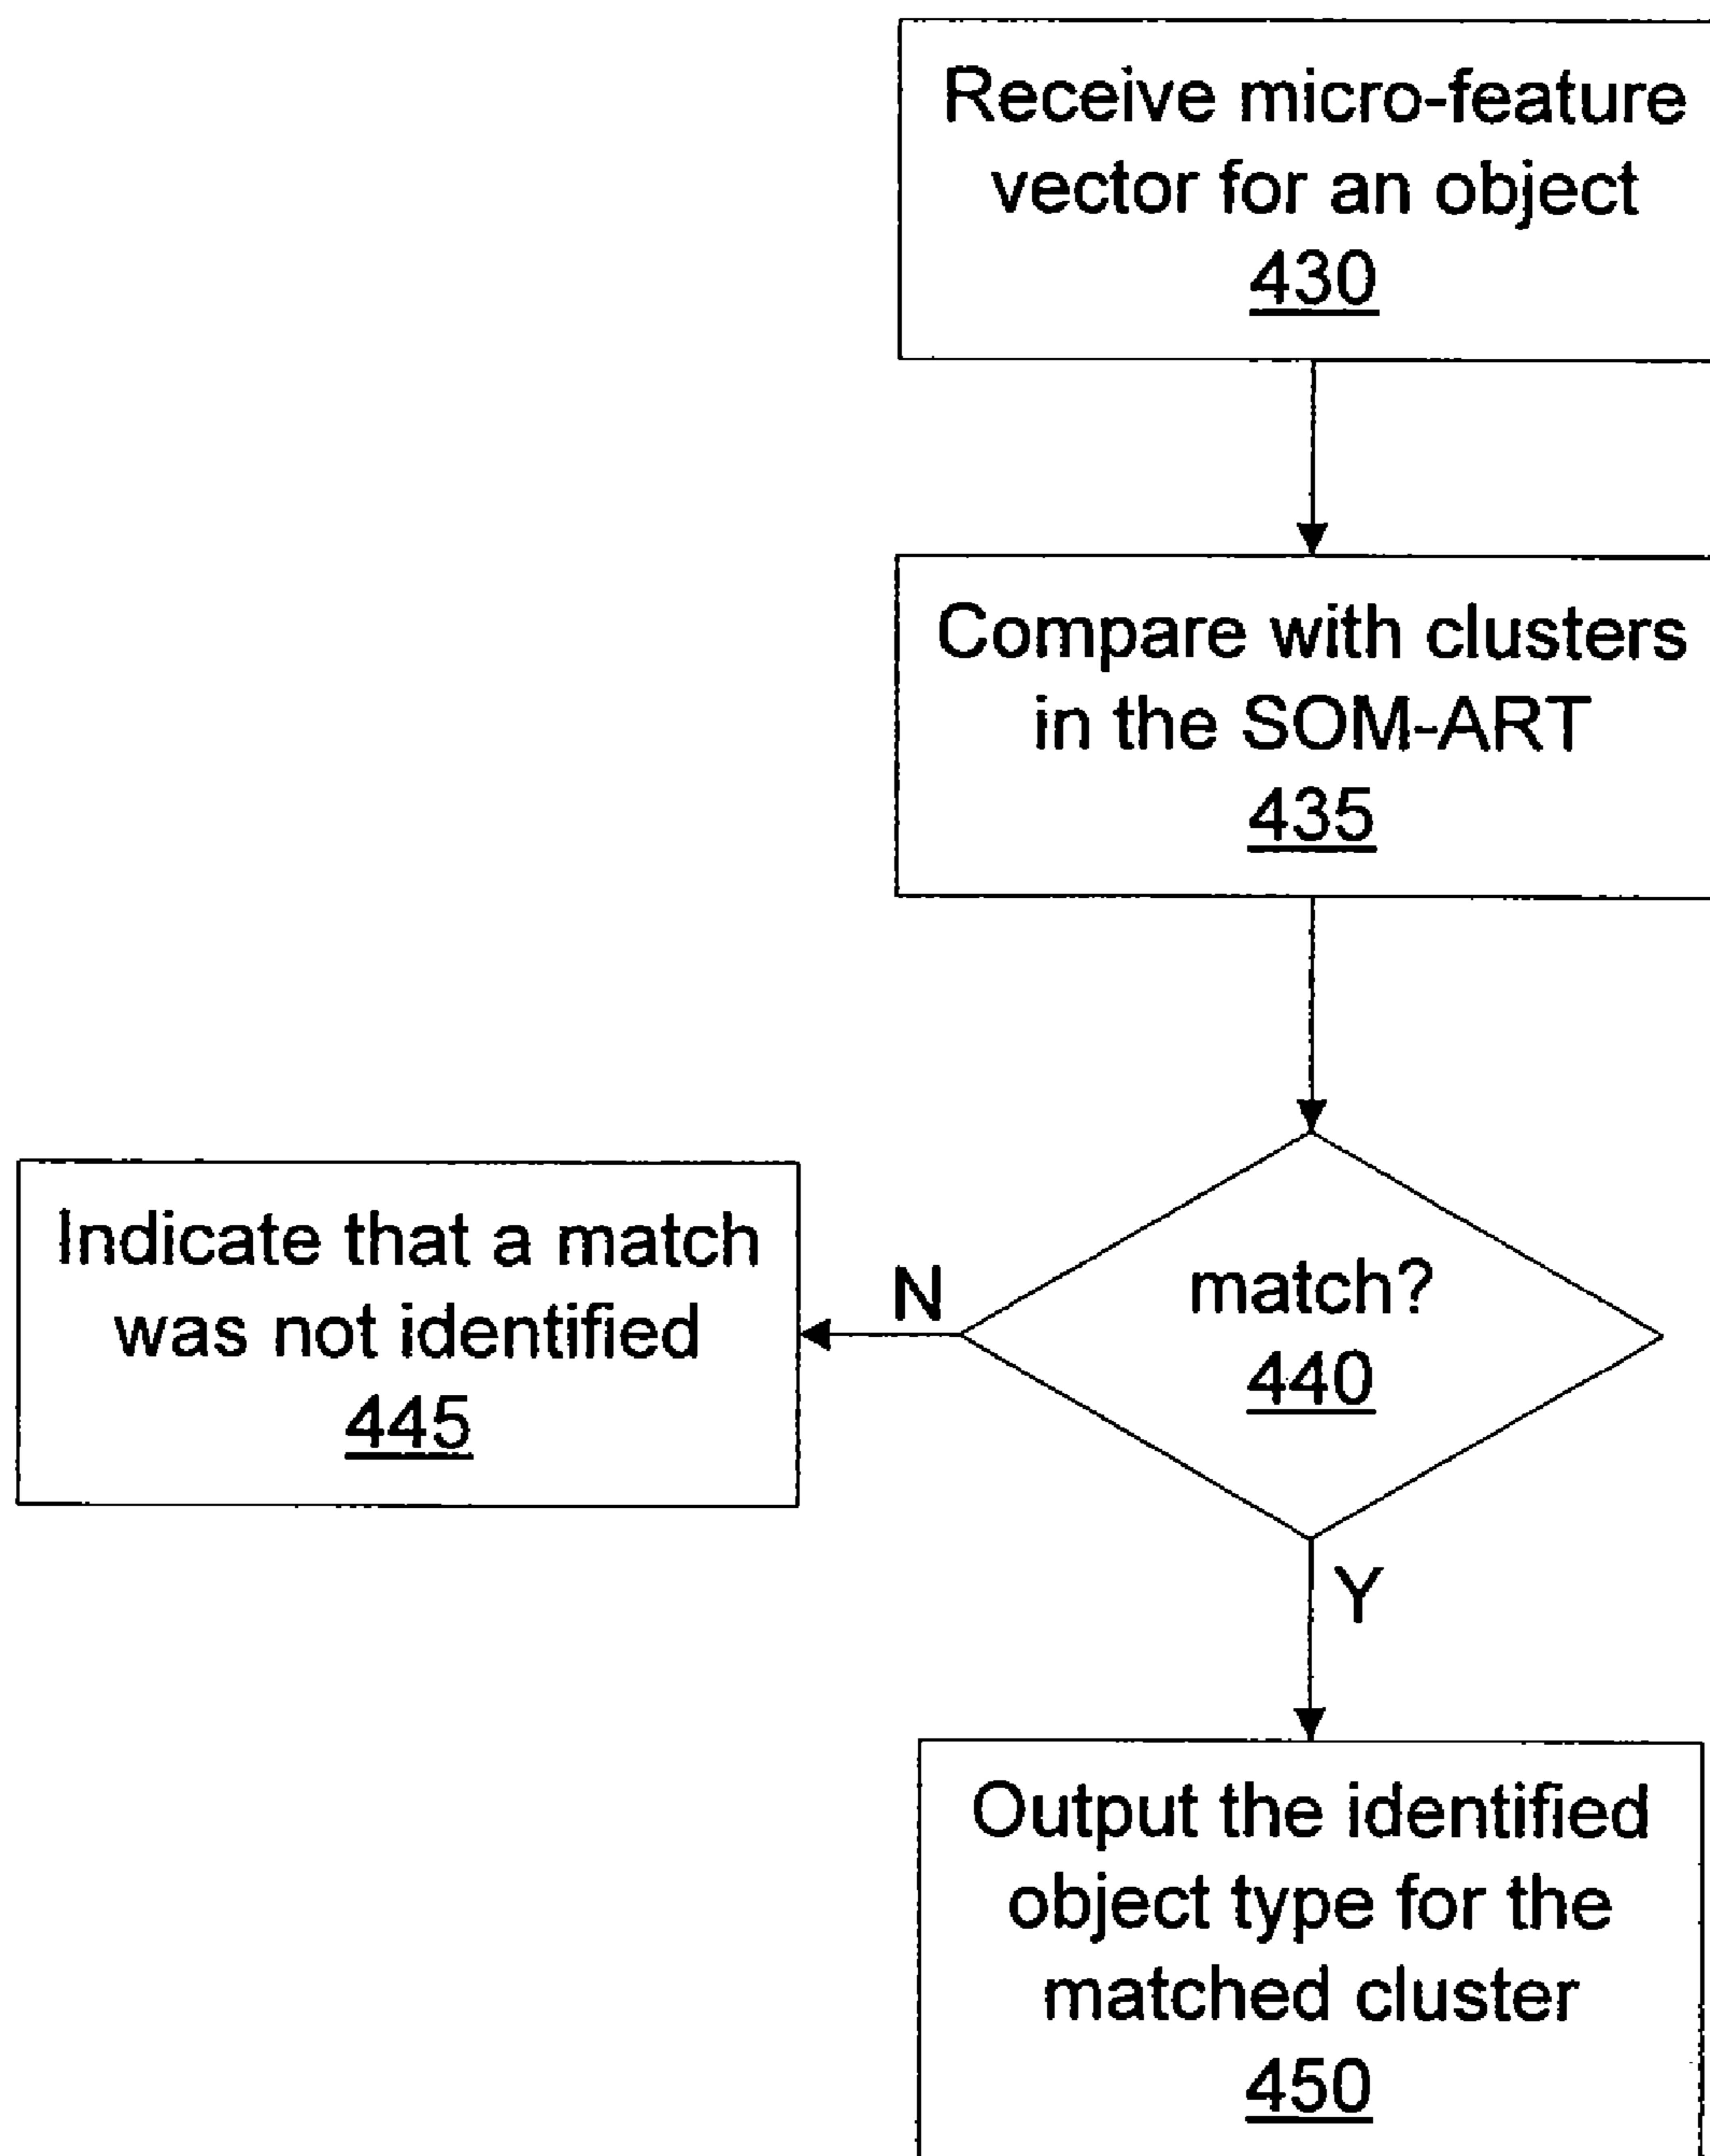 Receive micro-feature
vector for an object
430
Compare with clusters
in the SOM-ART
435
match?
440
N
Indicate that a match
was not identified
445
Y
Output the identified
object type for the
matched cluster
450